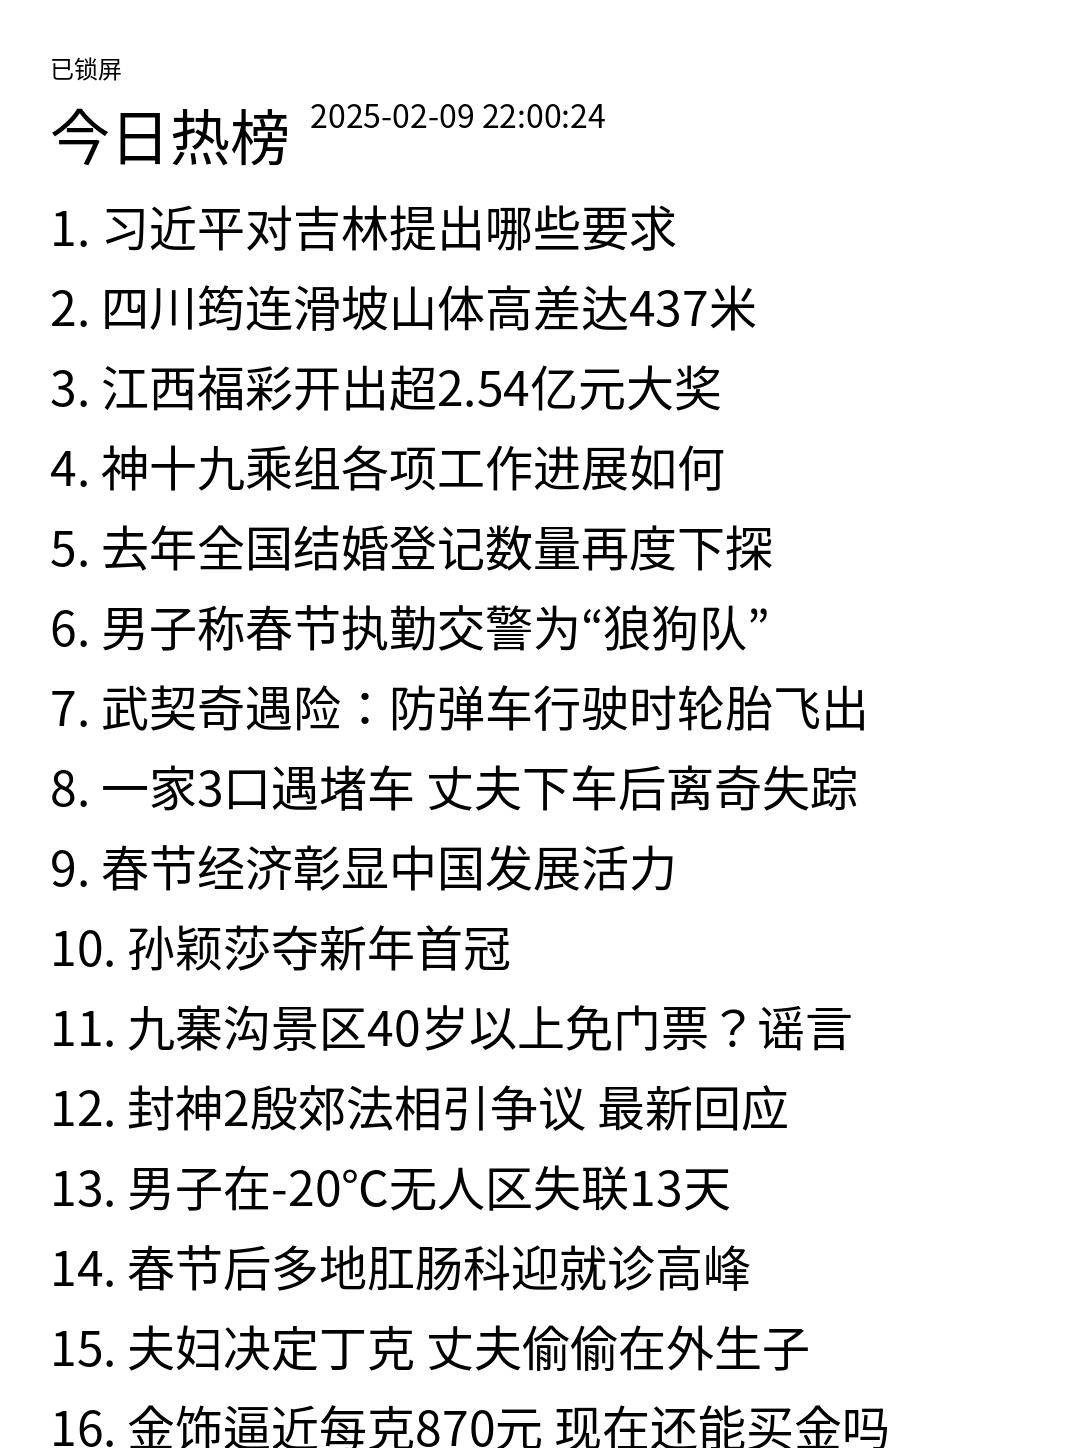 已锁屏
今日热榜 2025-02-09 22:00:24
1. 习近平对吉林提出哪些要求
2. 四川筠连滑坡山体高差达437米
3. 江西福彩开出超2.54亿元大奖
4. 神十九乘组各项工作进展如何
5. 去年全国结婚登记数量再度下探
6. 男子称春节执勤交警为“狼狗队”
7. 武契奇遇险：防弹车行驶时轮胎飞出
8. 一家3口遇堵车 丈夫下车后离奇失踪
9. 春节经济彰显中国发展活力
10. 孙颖莎夺新年首冠
11. 九寨沟景区40岁以上免门票？谣言
12. 封神2殷郊法相引争议 最新回应
13. 男子在-20℃无人区失联13天
14. 春节后多地肛肠科迎就诊高峰
15. 夫妇决定丁克 丈夫偷偷在外生子
16. 金饰逼近每克870元 现在还能买金吗